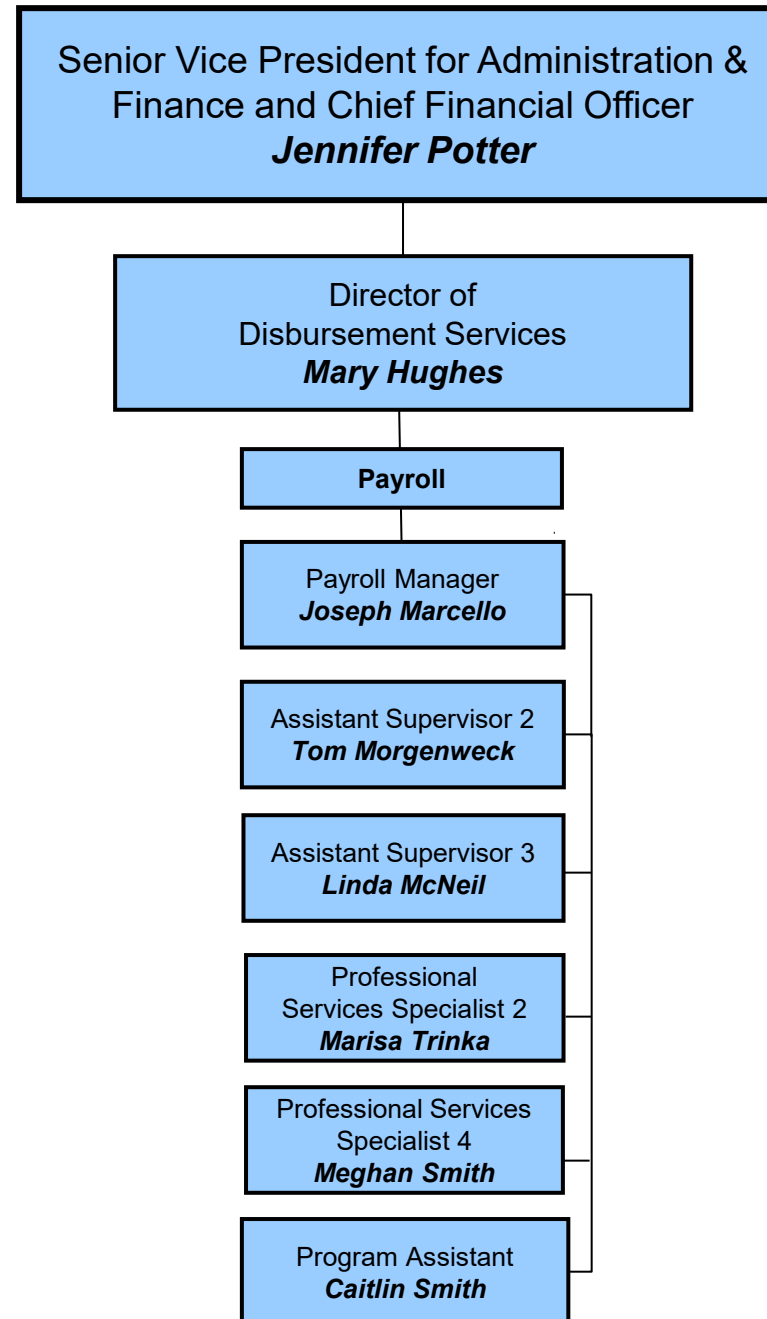 Senior Vice President for Administration &
Finance and Chief Financial Officer
Jennifer Potter
Director of
Disbursement Services
Mary Hughes
Payroll
Payroll Manager
Joseph Marcello
Assistant Supervisor 2
Tom Morgenweck
Assistant Supervisor 3
Linda McNeil
Professional
Services Specialist 2
Marisa Trinka
Professional Services
Specialist 4
Meghan Smith
Program Assistant
Caitlin Smith